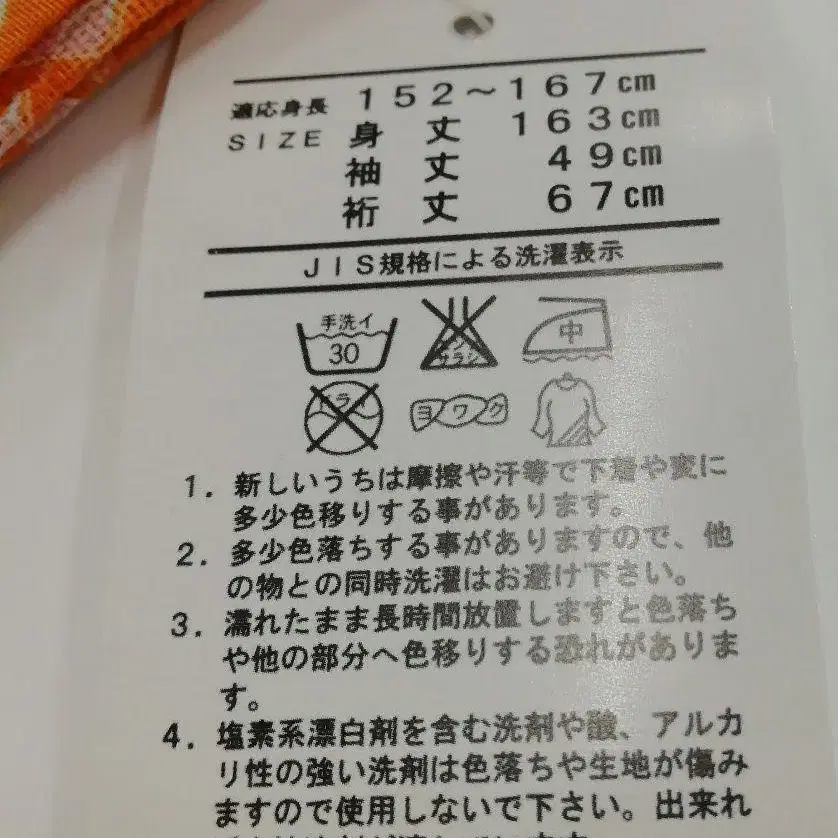 適応身長 152～167cm
SIZE 身丈 163cm
袖丈 49cm
裄丈 67cm
JIS規格による洗濯表示
手洗イ 中
30
ヨワク
1. 新しいうちは摩擦や汗等で下着や変に
多少色移りする事があります。
2. 多少色落ちする事がありますので、他
の物との同時洗濯はお避け下さい。
3. 濡れたまま長時間放置しますと色落ち
や他の部分へ色移りする恐れがありま
す。
4. 塩素系漂白剤を含む洗剤や酸、アルカ
リ性の強い洗剤は色落ちや生地が傷み
ますので使用しないで下さい。出来れ